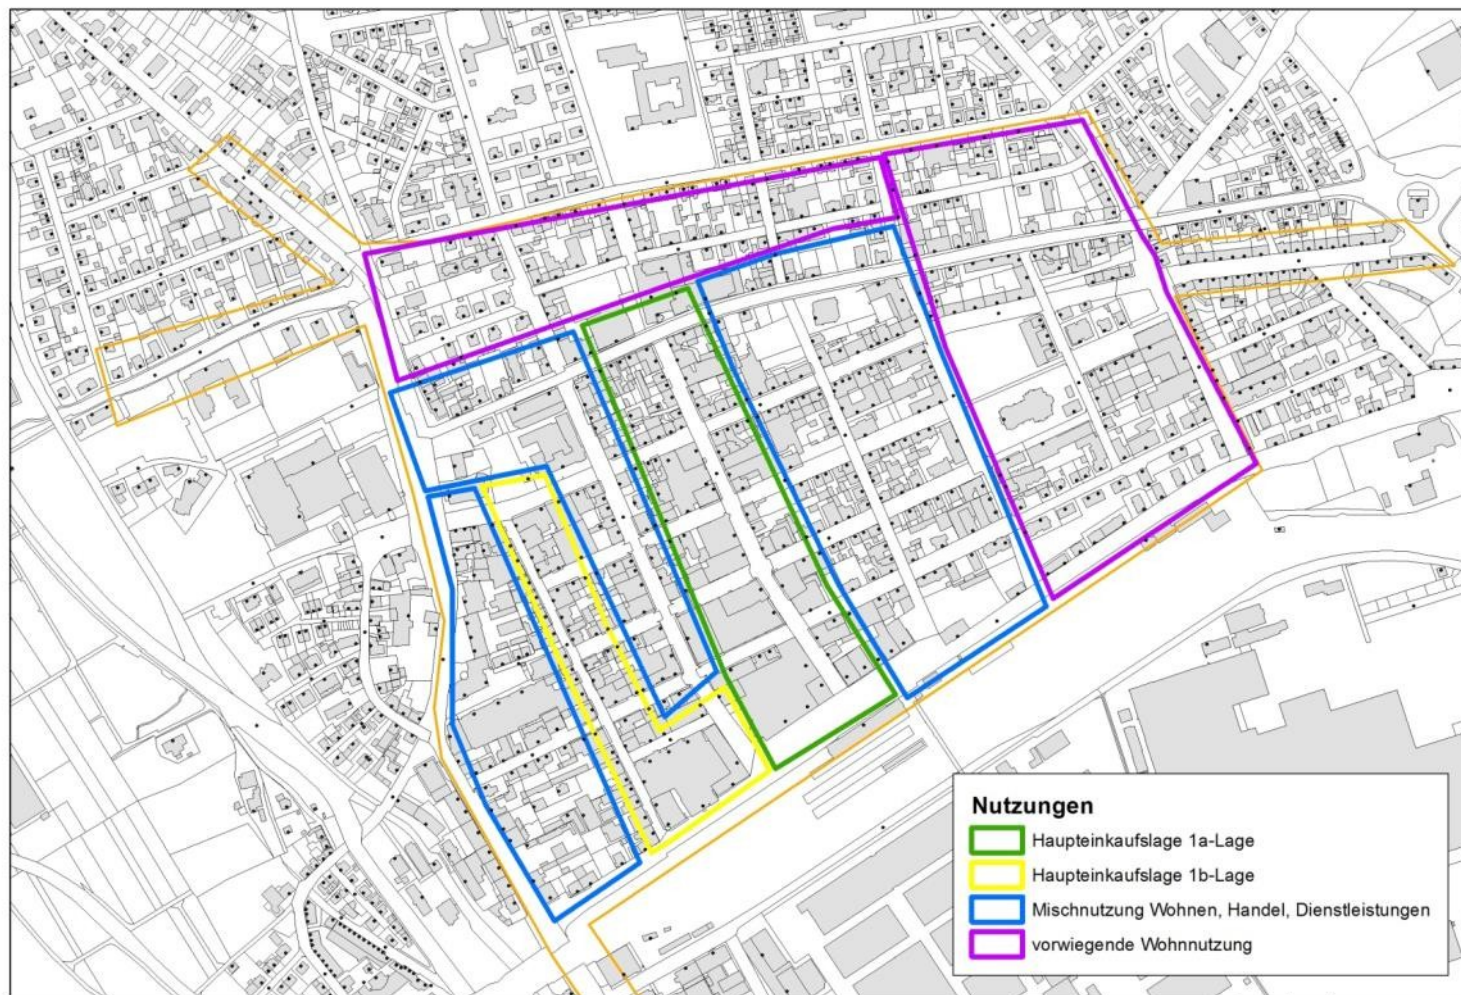 Nutzungen
Haupteinkaufslage 1a-Lage
Haupteinkaufslage 1b-Lage
Mischnutzung Wohnen, Handel, Dienstleistungen
vorwiegende Wohnnutzung